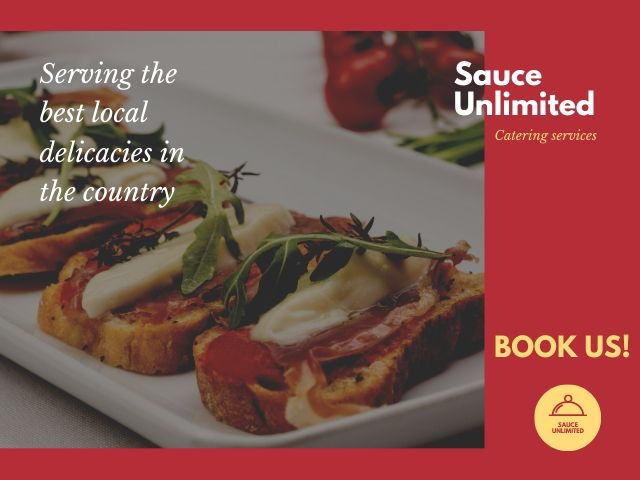 Serving the
best local
delicacies in
the country
Sauce
Unlimited
Catering services
BOOK US!
SAUCE
UNLIMITED